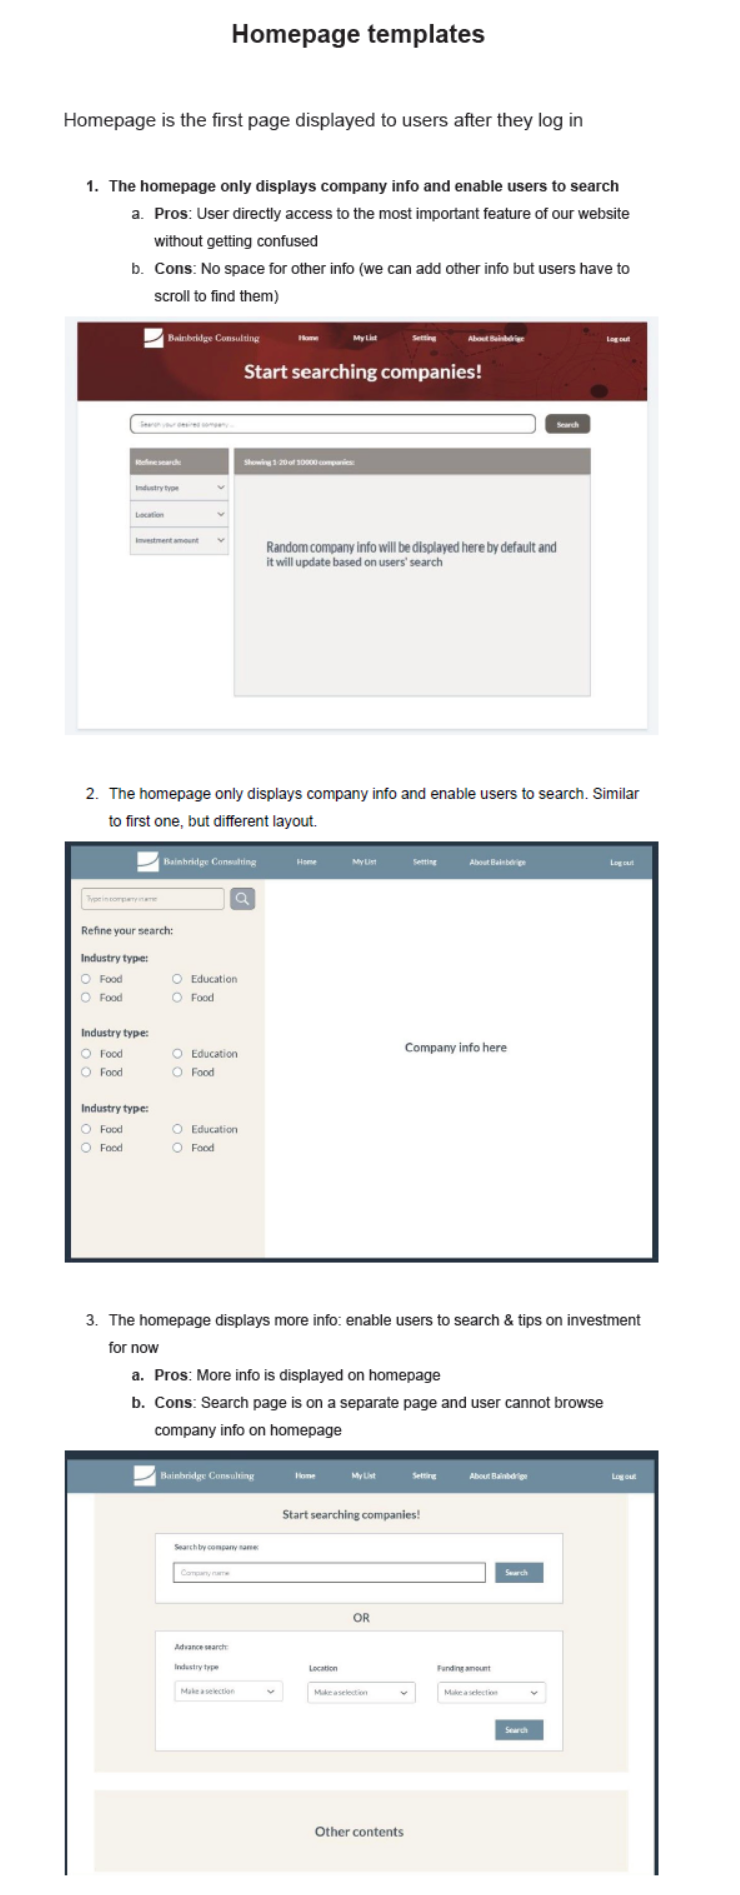 Homepage templates
Homepage is the first page displayed to users after they log in
1. The homepage only displays company info and enable users to search
a. Pros: User directly access to the most important feature of our website
without getting confused
b. Cons: No space for other info (we can add other info but users have to
scroll to find them)
Bainbridge Consulting Home My List Setting About Bainbdrige Log out
Start searching companies!
Search your desired company ... Search
Refine search: Showing 1-20 of 10000 companies:
Industry type
Location
Investment amount
Random company info will be displayed here by default and
it will update based on users' search
2. The homepage only displays company info and enable users to search. Similar
to first one, but different layout.
Bainbridge Consulting Home My List Setting About Bainbdrige Log out
Type in company name
Refine your search:
Industry type:
Food Education
Food Food
Industry type:
Food Education
Food Food
Company info here
Industry type:
Food Education
Food Food
3. The homepage displays more info: enable users to search & tips on investment
for now
a. Pros: More info is displayed on homepage
b. Cons: Search page is on a separate page and user cannot browse
company info on homepage
Bainbridge Consulting Home My List Setting About Bainbdrige Log out
Start searching companies!
Search by company name:
Company name Search
OR
Advance search:
Industry type Location Funding amount
Make a selection Make a selection Make a selection
Search
Other contents